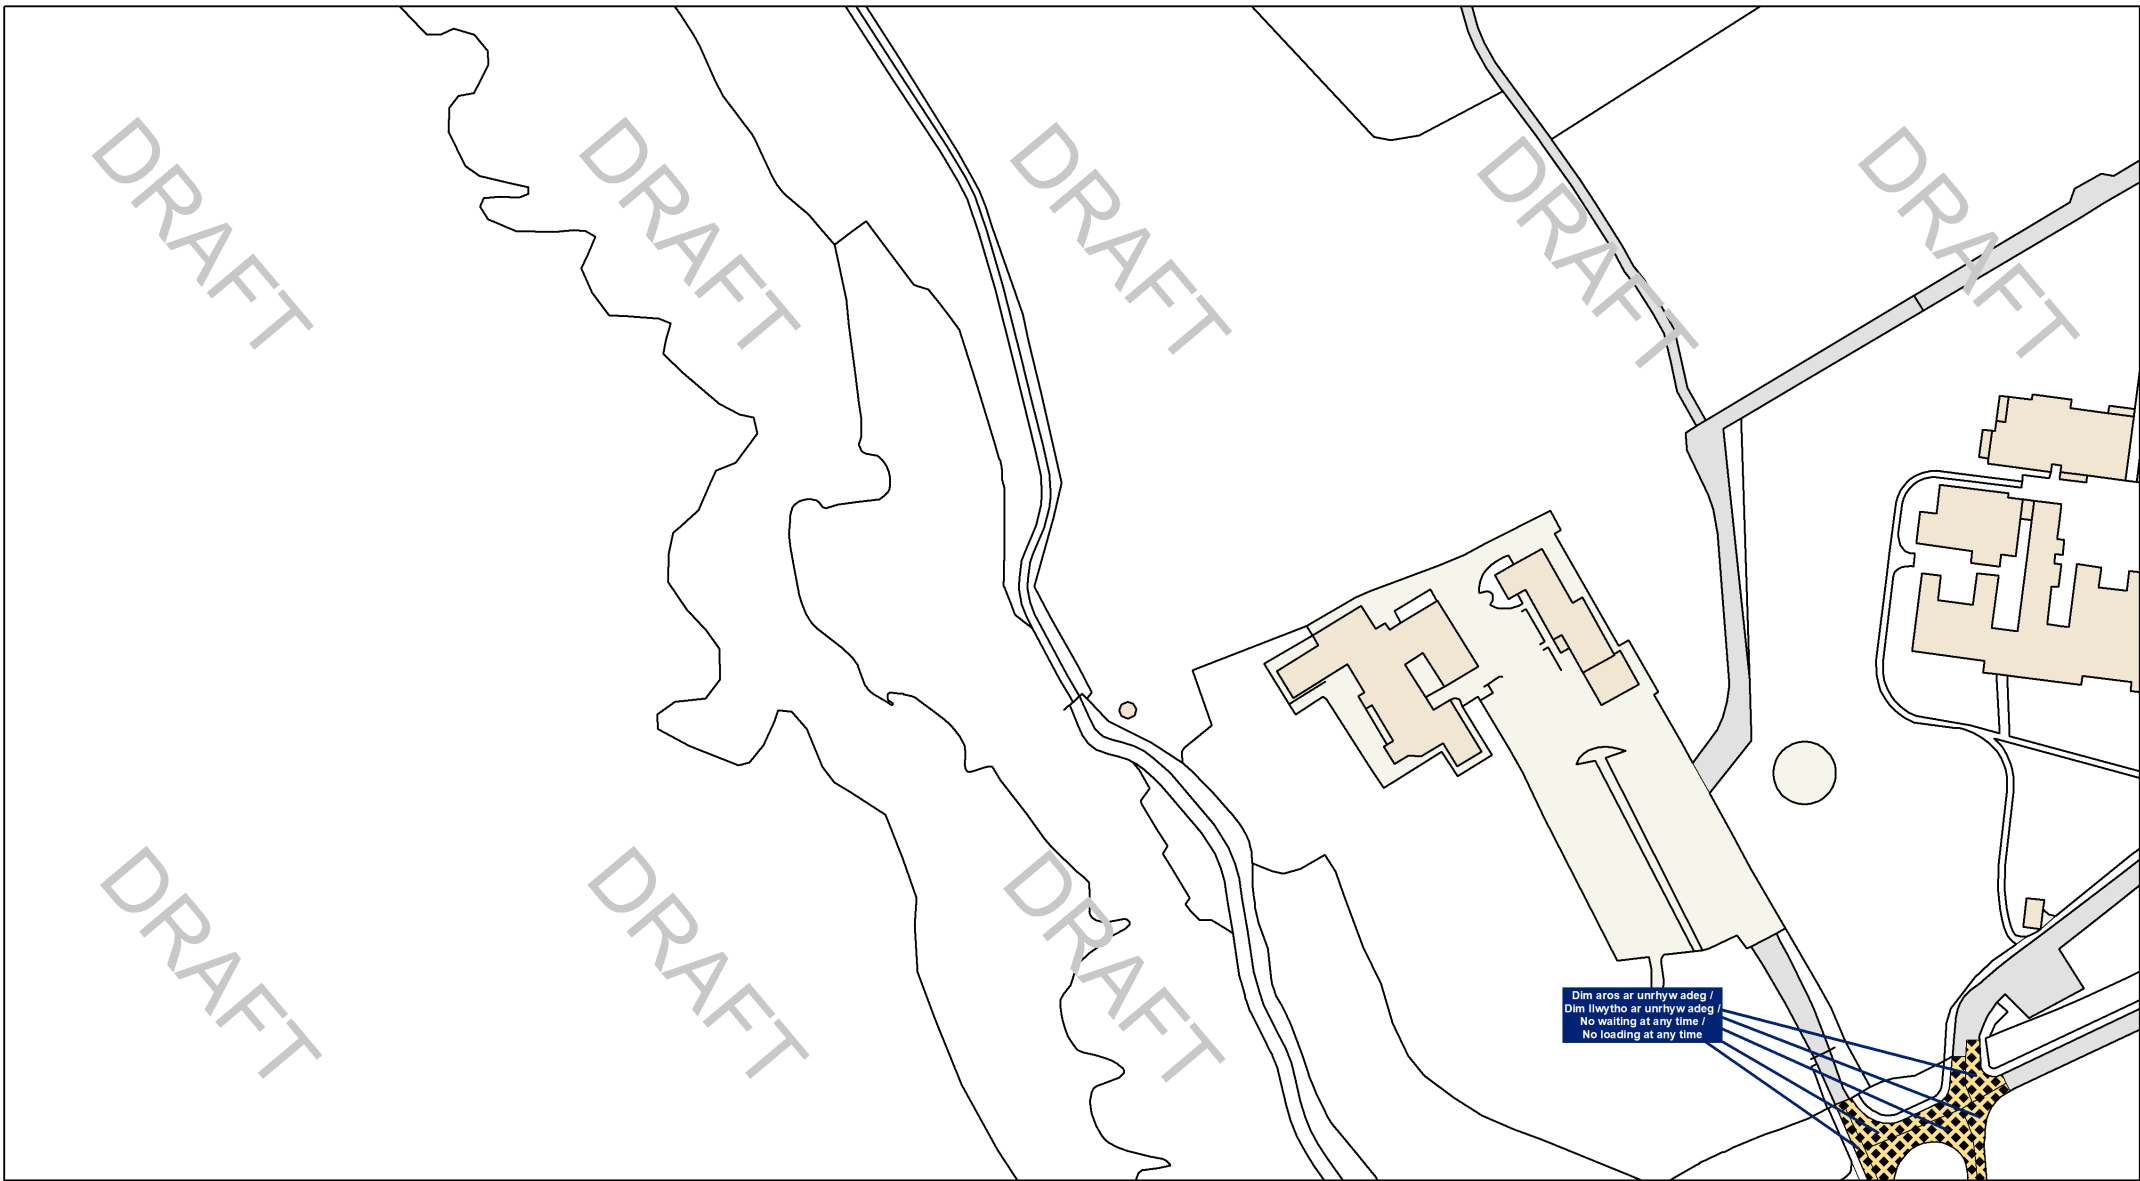 DRAFT DRAFT DRAFT DRAFT DRAFT
DRAFT DRAFT DRAFT
Dim aros ar unrhyw adeg /
Dim llwytho ar unrhyw adeg /
No waiting at any time /
No loading at any time